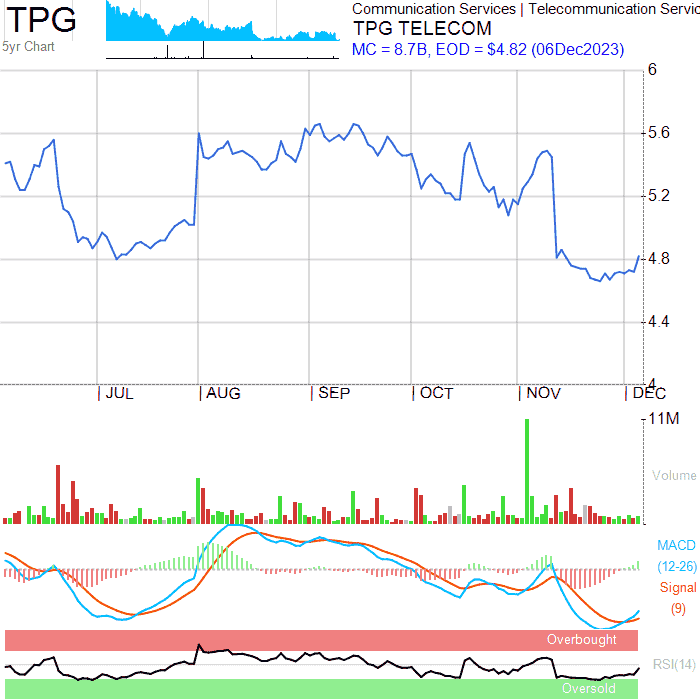 TPG
5yr Chart
Communication Services | Telecommunication Servic
TPG TELECOM
MC = 8.7B, EOD = $4.82 (06Dec2023)
6
5.6
5.2
4.8
4.4
4
JUL AUG SEP OCT NOV DEC
11M
Volume
MACD
(12-26)
Signal
(9)
Overbought
RSI(14)
Oversold